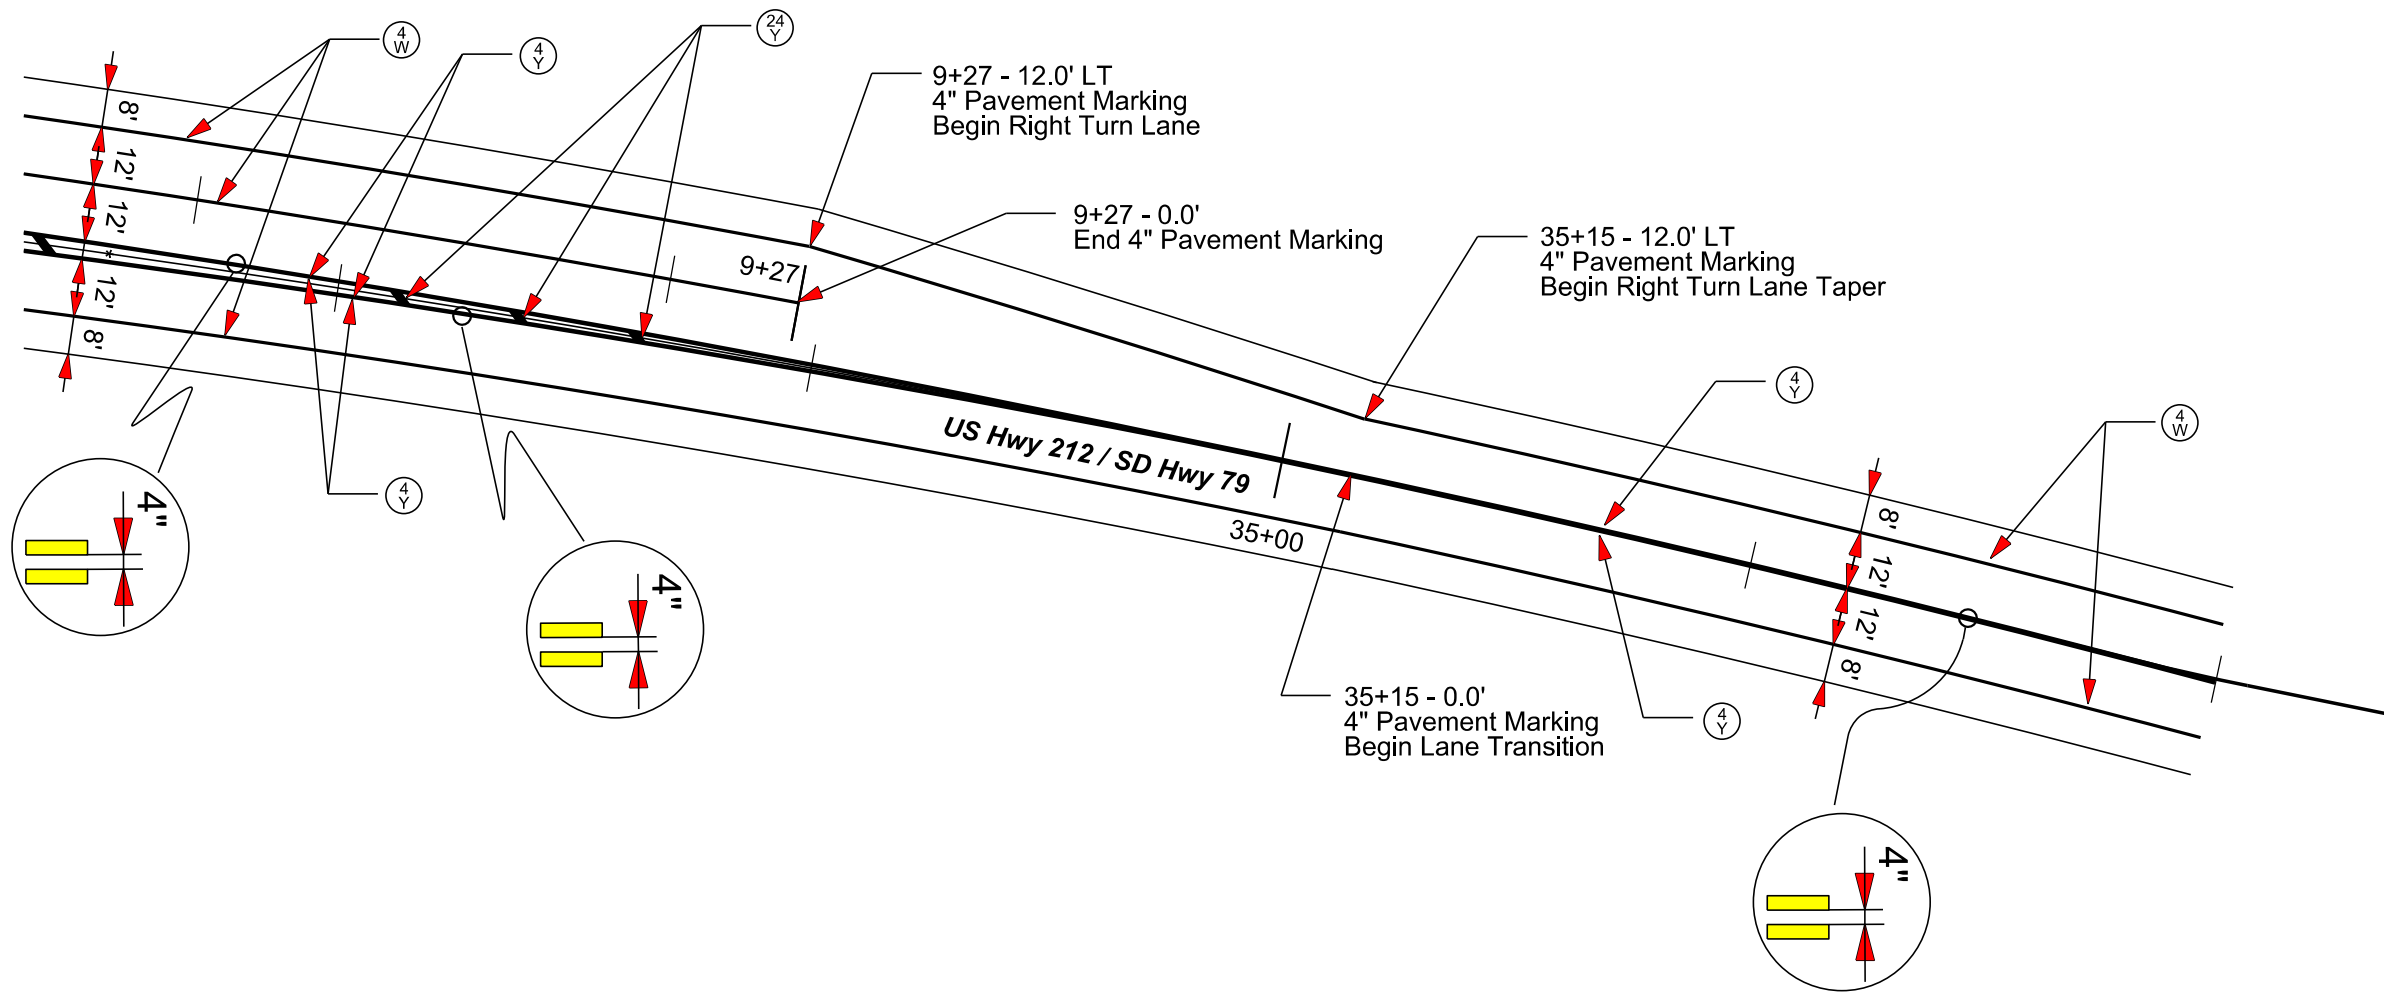 4
W
4
Y
24
Y
9+27 - 12.0' LT
4" Pavement Marking
Begin Right Turn Lane
9+27 - 0.0'
End 4" Pavement Marking
35+15 - 12.0' LT
4" Pavement Marking
Begin Right Turn Lane Taper
8'
12'
12'
*
12'
8'
9+27
4
Y
4
W
US Hwy 212 / SD Hwy 79
35+00
4
Y
4"
4"
8'
12'
12'
8'
35+15 - 0.0'
4" Pavement Marking
Begin Lane Transition
4
Y
4"